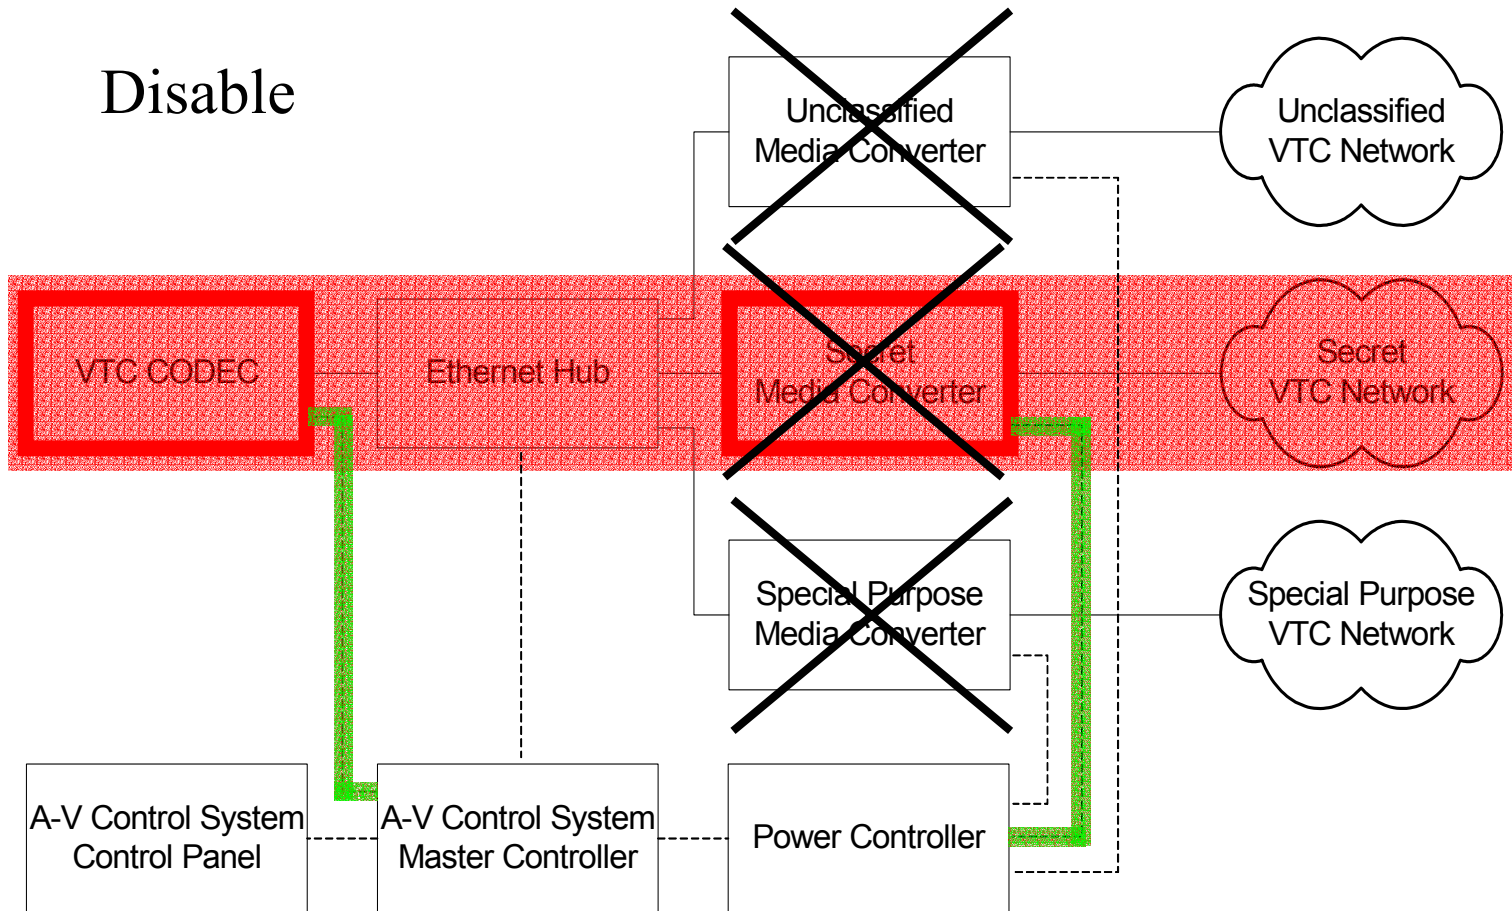 Disable
Unclassified
Media Converter
Unclassified
VTC Network
VTC CODEC
Ethernet Hub
Secret
Media Converter
Secret
VTC Network
Special Purpose
Media Converter
Special Purpose
VTC Network
A-V Control System
Control Panel
A-V Control System
Master Controller
Power Controller